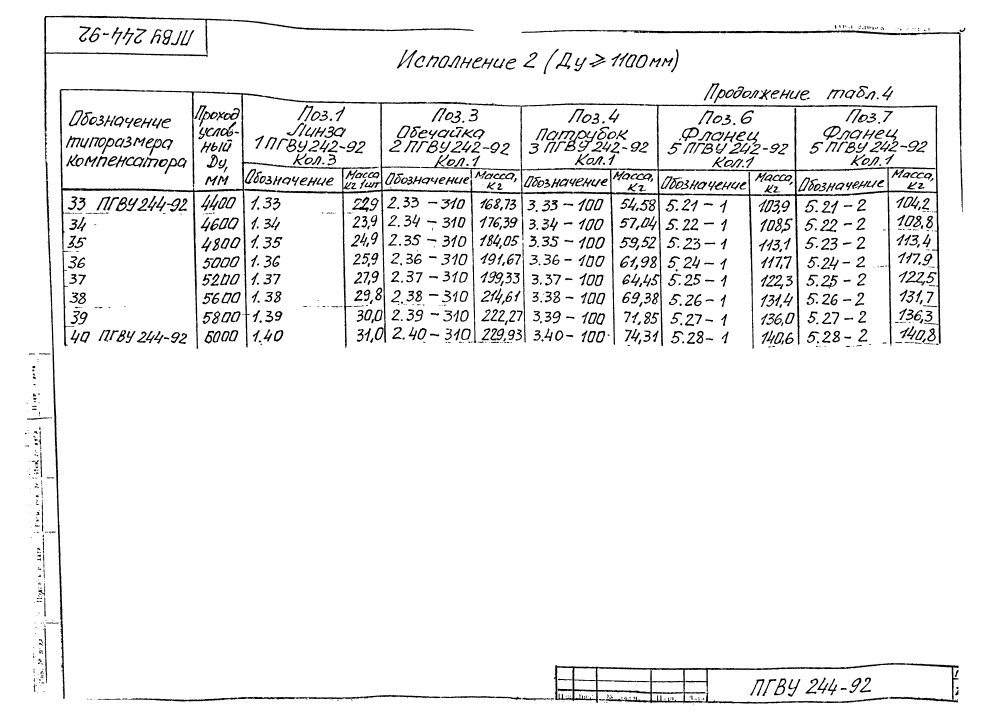 ПГВУ 244-92
Исполнение 2 (Ду ≥ 1100мм)
Продолжение табл.4
Обозначение типоразмера компенсатора | Проход условный Ду, мм | Поз.1 Линза 1 ПГВУ 242-92 Кол.3 | Поз.3 Обечайка 2 ПГВУ 242-92 Кол.1 | Поз.4 Патрубок 3 ПГВУ 242-92 Кол.1 | Поз.6 Фланец 5 ПГВУ 242-92 Кол.1 | Поз.7 Фланец 5 ПГВУ 242-92 Кол.1
Обозначение | Масса кг 1шт | Обозначение | Масса, кг | Обозначение | Масса, кг | Обозначение | Масса, кг | Обозначение | Масса, кг
33 ПГВУ 244-92 | 4400 | 1.33 | 22,9 | 2.33-310 | 168,73 | 3.33-100 | 54,58 | 5.21-1 | 103,9 | 5.21-2 | 104,2
34 | 4600 | 1.34 | 23,9 | 2.34-310 | 176,39 | 3.34-100 | 57,04 | 5.22-1 | 108,5 | 5.22-2 | 108,8
35 | 4800 | 1.35 | 24,9 | 2.35-310 | 184,05 | 3.35-100 | 59,52 | 5.23-1 | 113,1 | 5.23-2 | 113,4
36 | 5000 | 1.36 | 25,9 | 2.36-310 | 191,67 | 3.36-100 | 61,98 | 5.24-1 | 117,7 | 5.24-2 | 117,9
37 | 5200 | 1.37 | 27,9 | 2.37-310 | 199,33 | 3.37-100 | 64,45 | 5.25-1 | 122,3 | 5.25-2 | 122,5
38 | 5600 | 1.38 | 29,8 | 2.38-310 | 214,61 | 3.38-100 | 69,38 | 5.26-1 | 131,4 | 5.26-2 | 131,7
39 | 5800 | 1.39 | 30,0 | 2.39-310 | 222,27 | 3.39-100 | 71,85 | 5.27-1 | 136,0 | 5.27-2 | 136,3
40 ПГВУ 244-92 | 6000 | 1.40 | 31,0 | 2.40-310 | 229,93 | 3.40-100 | 74,31 | 5.28-1 | 140,6 | 5.28-2 | 140,8
ПГВУ 244-92